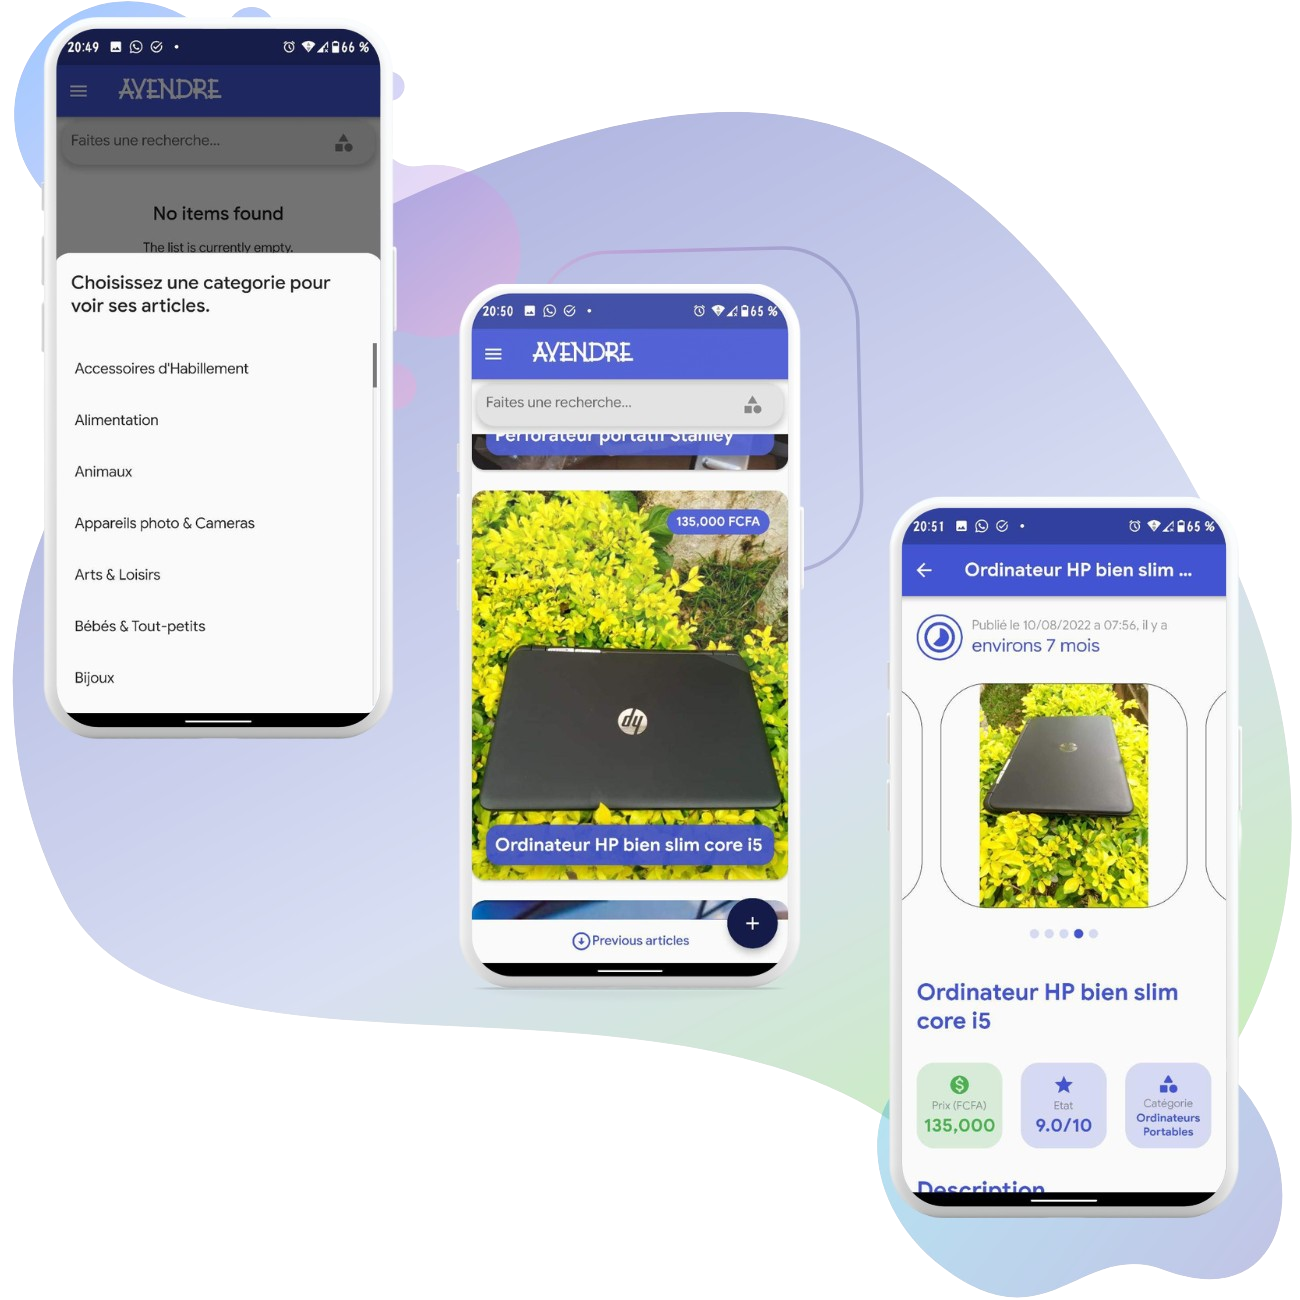 20:49
66 %
AVENDRE
Faites une recherche...
No items found
The list is currently empty.
Choisissez une categorie pour
voir ses articles.
Accessoires d'Habillement
Alimentation
Animaux
Appareils photo & Cameras
Arts & Loisirs
Bébés & Tout-petits
Bijoux
20:50
65 %
AVENDRE
Faites une recherche...
Perforateur portatif Stanley
135,000 FCFA
hp
Ordinateur HP bien slim core i5
+
Previous articles
20:51
65 %
Ordinateur HP bien slim ...
Publié le 10/08/2022 a 07:56, il y a
environs 7 mois
Ordinateur HP bien slim
core i5
Prix (FCFA)
135,000
Etat
9.0/10
Catégorie
Ordinateurs
Portables
Description